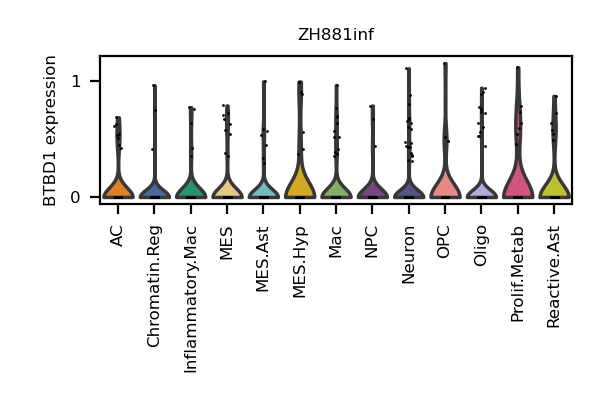 ZH881inf
BTBD1 expression
1
0
AC
Chromatin.Reg
Inflammatory.Mac
MES
MES.Ast
MES.Hyp
Mac
NPC
Neuron
OPC
Oligo
Prolif.Metab
Reactive.Ast